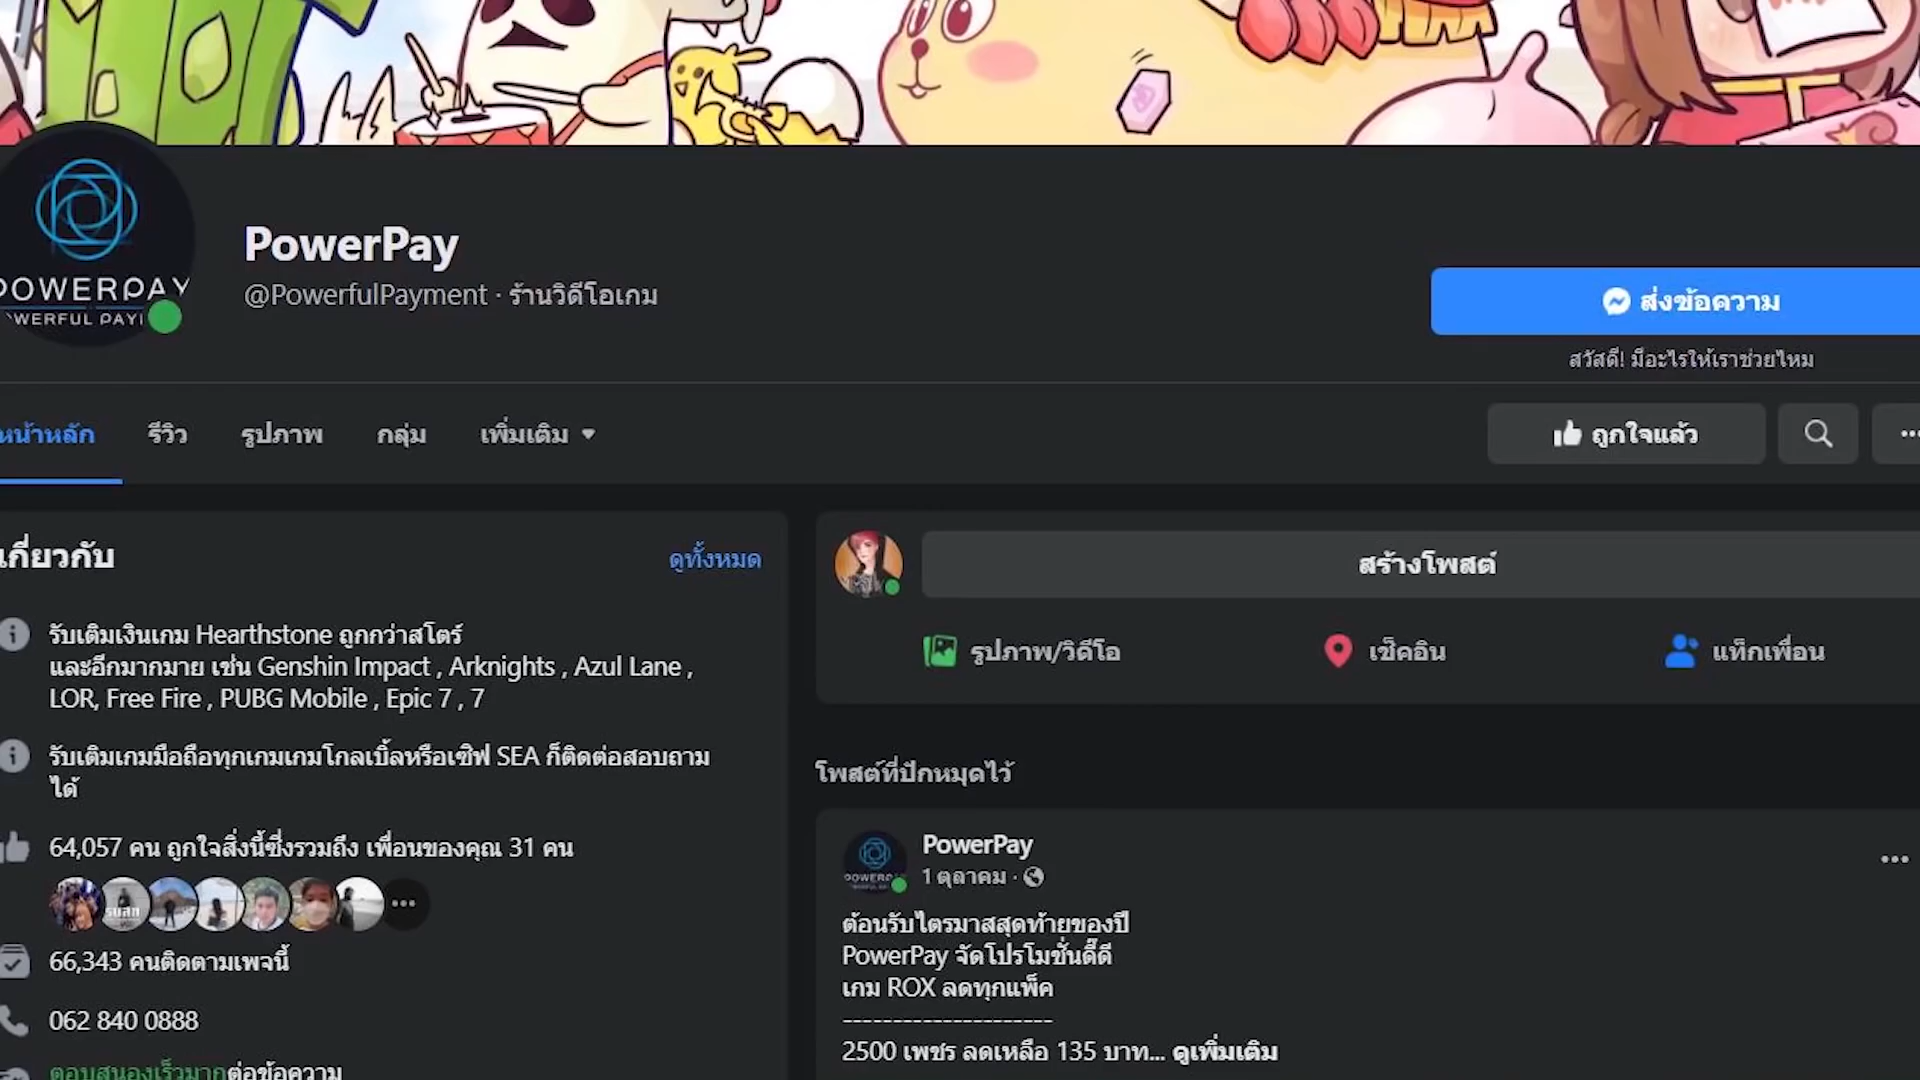 POWERPAY
PowerPay
@PowerfulPayment · ร้านวิดีโอเกม
ส่งข้อความ
สวัสดี! มีอะไรให้เราช่วยไหม
หน้าหลัก
รีวิว
รูปภาพ
กลุ่ม
เพิ่มเติม
ถูกใจแล้ว
เกี่ยวกับ
ดูทั้งหมด
รับเติมเงินเกม Hearthstone ถูกกว่าสโตร์
และอีกมากมาย เช่น Genshin Impact , Arknights , Azul Lane ,
LOR, Free Fire , PUBG Mobile , Epic 7 , 7
รับเติมเกมมือถือทุกเกมเกมโกลเบิ้ลหรือเซิฟ SEA ก็ติดต่อสอบถาม
ได้
64,057 คน ถูกใจสิ่งนี้ซึ่งรวมถึง เพื่อนของคุณ 31 คน
66,343 คนติดตามเพจนี้
062 840 0888
ตอบสนองเร็วมากต่อข้อความ
สร้างโพสต์
รูปภาพ/วิดีโอ
เช็คอิน
แท็กเพื่อน
โพสต์ที่ปักหมุดไว้
PowerPay
1 ตุลาคม ·
ต้อนรับไตรมาสสุดท้ายของปี
PowerPay จัดโปรโมชั่นดี๊ดี
เกม ROX ลดทุกแพ็ค
---------------------
2500 เพชร ลดเหลือ 135 บาท... ดูเพิ่มเติม